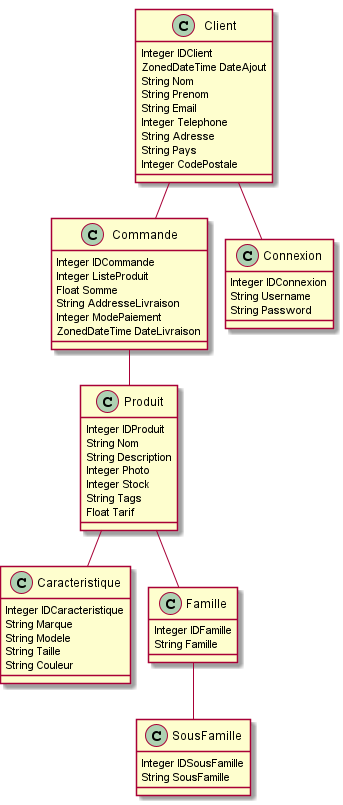 C Client
Integer IDClient
ZonedDateTime DateAjout
String Nom
String Prenom
String Email
Integer Telephone
String Adresse
String Pays
Integer CodePostale
C Commande
Integer IDCommande
Integer ListeProduit
Float Somme
String AddresseLivraison
Integer ModePaiement
ZonedDateTime DateLivraison
C Connexion
Integer IDConnexion
String Username
String Password
C Produit
Integer IDProduit
String Nom
String Description
Integer Photo
Integer Stock
String Tags
Float Tarif
C Caracteristique
Integer IDCaracteristique
String Marque
String Modele
String Taille
String Couleur
C Famille
Integer IDFamille
String Famille
C SousFamille
Integer IDSousFamille
String SousFamille